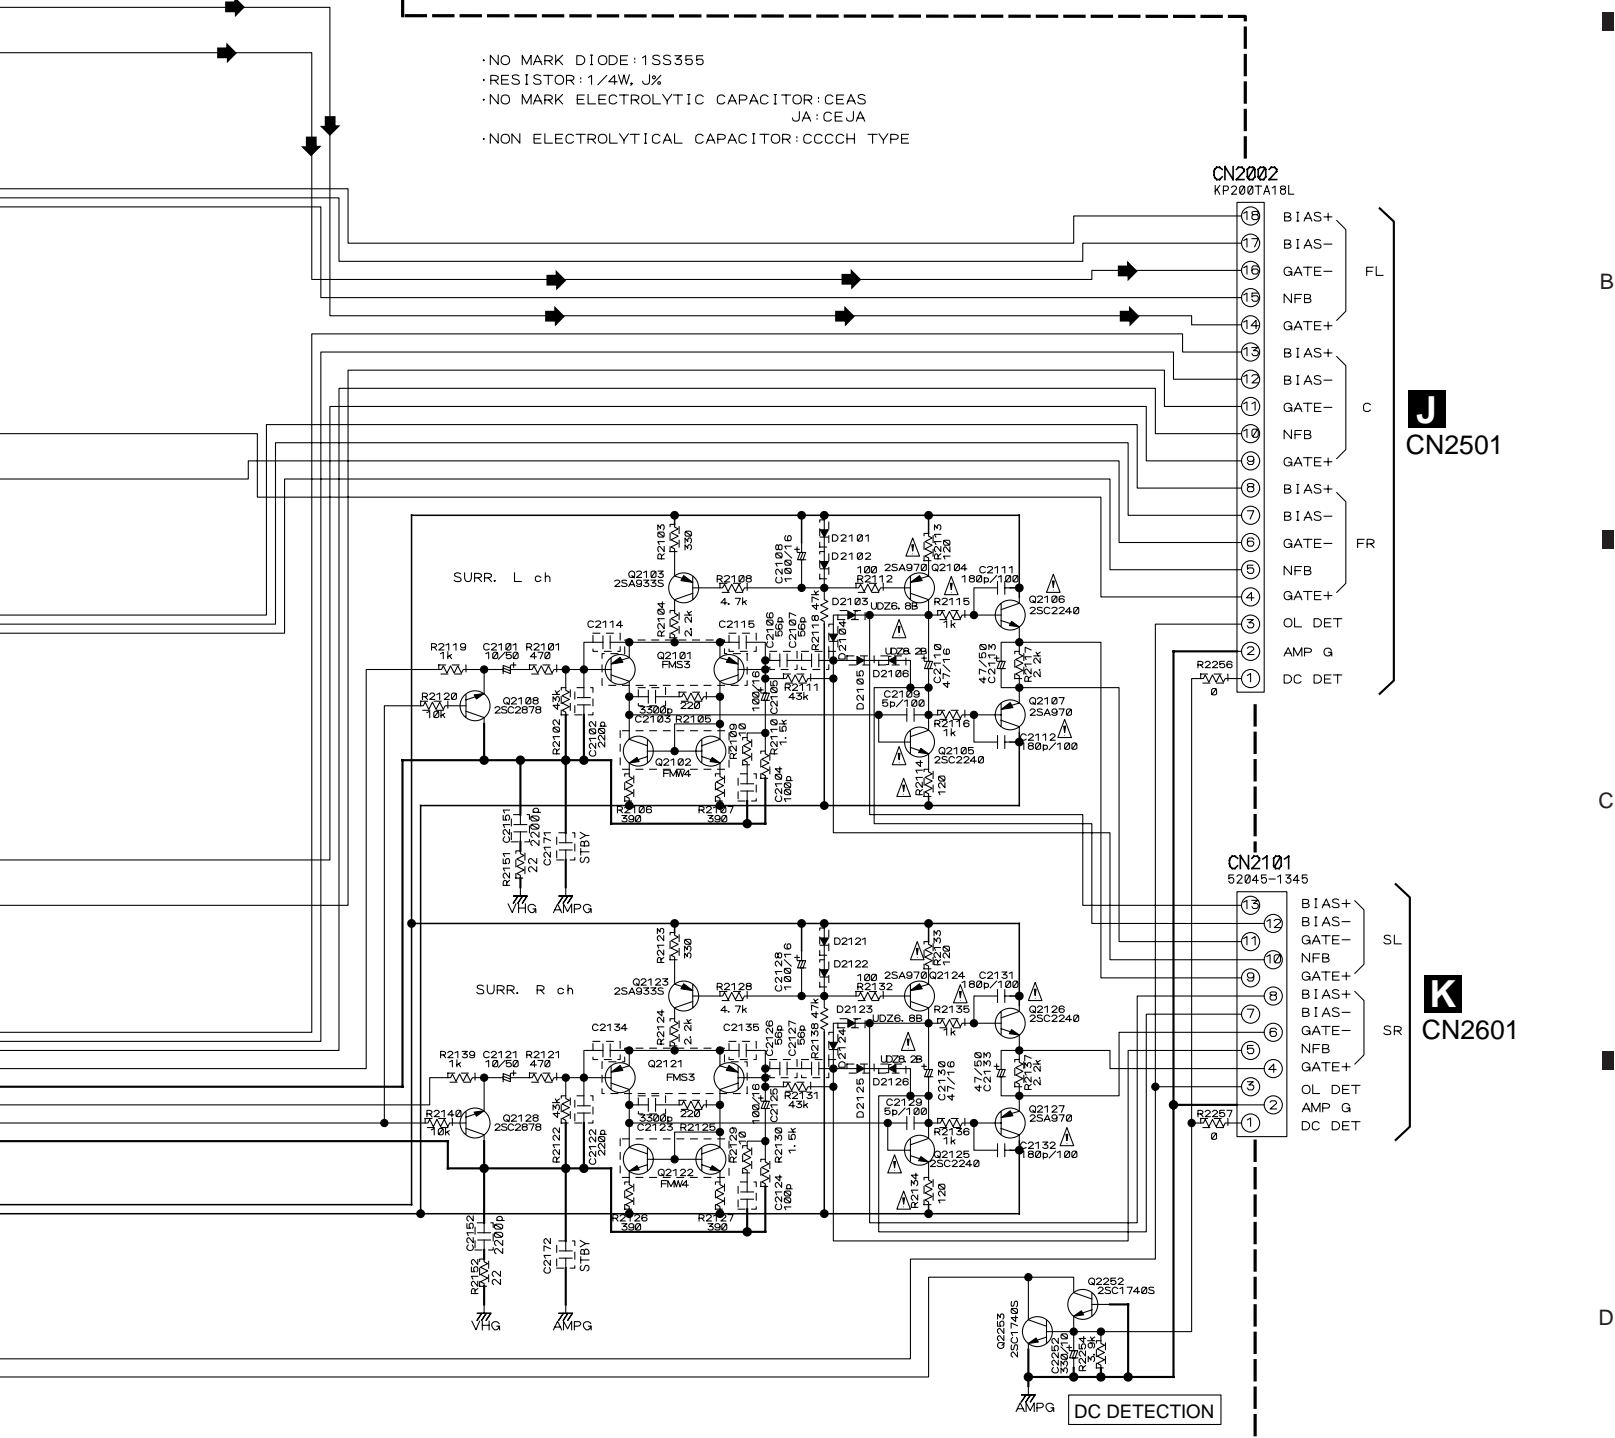 ·NO MARK DIODE:1SS355
·RESISTOR:1/4W, J%
·NO MARK ELECTROLYTIC CAPACITOR:CEAS
JA:CEJA
·NON ELECTROLYTICAL CAPACITOR:CCCCH TYPE
CN2002
KP200TA18L
18 BIAS+
17 BIAS-
16 GATE- FL
15 NFB
14 GATE+
13 BIAS+
12 BIAS-
11 GATE- C
10 NFB
9 GATE+
8 BIAS+
7 BIAS-
6 GATE- FR
5 NFB
4 GATE+
3 OL DET
2 AMP G
1 DC DET
R2256
0
J
CN2501
B
C
D
SURR. L ch
R2103
330
Q2103
2SA933S
R2104
2.2k
R2108
4.7k
C2108
100/16
D2101
D2102
100
R2112
2SA970 Q2104
R2113
120
C2111
180p/100
Q2106
2SC2240
R2115
1k
D2103
UDZ6.8B
D2104
R2118 47k
C2107
56p
C2106
56p
C2114
C2115
Q2101
FMS3
R2119
1k
C2101
10/50
R2101
470
R2120
10k
Q2108
2SC2878
R2102
43k
C2102
220p
3300p
C2103
220
R2105
C2105
100/16
R2111
43k
D2105
UDZ8.2B
D2106
C2110
47/16
C2113
47/50
R2117
2.2k
C2109
5p/100
R2116
1k
Q2107
2SA970
C2112
180p/100
Q2105
2SC2240
R2114
120
R2109
10
R2110
1.5k
C2104
100p
Q2102
FMW4
R2106
390
R2107
390
C2151
2200p
R2151
22
C2171
STBY
VHG
AMPG
CN2101
52045-1345
13 BIAS+
12 BIAS-
11 GATE- SL
10 NFB
9 GATE+
8 BIAS+
7 BIAS-
6 GATE- SR
5 NFB
4 GATE+
3 OL DET
2 AMP G
1 DC DET
R2257
0
K
CN2601
SURR. R ch
R2123
330
Q2123
2SA933S
R2124
2.2k
R2128
4.7k
C2128
100/16
D2121
D2122
100
R2132
2SA970 Q2124
R2133
120
C2131
180p/100
Q2126
2SC2240
R2135
1k
D2123
UDZ6.8B
D2124
R2138 47k
C2127
56p
C2126
56p
C2134
C2135
Q2121
FMS3
R2139
1k
C2121
10/50
R2121
470
R2140
10k
Q2128
2SC2878
R2122
43k
C2122
220p
3300p
C2123
220
R2125
C2125
100/16
R2131
43k
D2125
UDZ8.2B
D2126
C2130
47/16
C2133
47/50
R2137
2.2k
C2129
5p/100
R2136
1k
Q2127
2SA970
C2132
180p/100
Q2125
2SC2240
R2134
120
R2129
10
R2130
1.5k
C2124
100p
Q2122
FMW4
R2126
390
R2127
390
C2152
2200p
R2152
22
C2172
STBY
VHG
AMPG
Q2252
2SC1740S
Q2253
2SC1740S
C2252
330/10
R2254
3.9k
AMPG
DC DETECTION